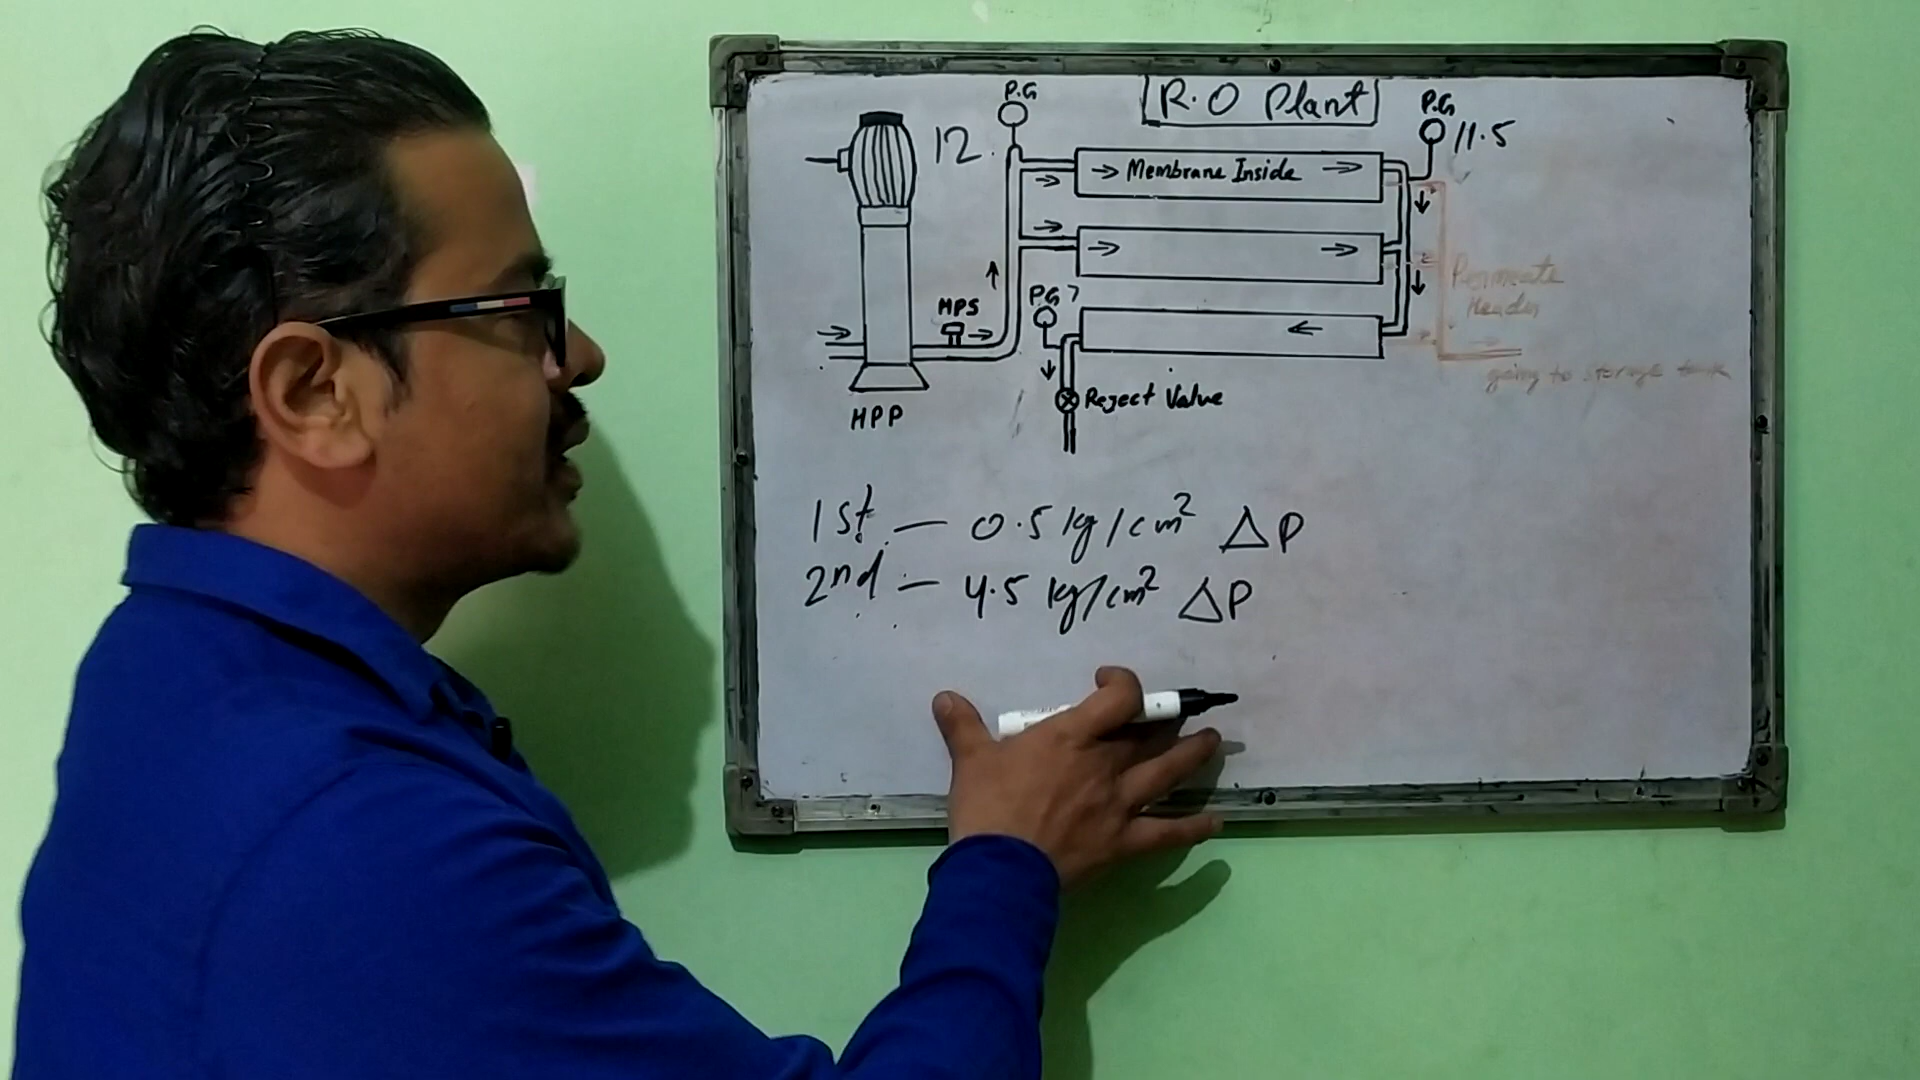 R.O Plant
P.G
12
P.G
11.5
→ Membrane Inside →
P.G 7
HPS
Permeate
Header
going to storage tank
Reject Valve
HPP
1st — 0.5 kg/cm² ΔP
2nd — 4.5 kg/cm² ΔP